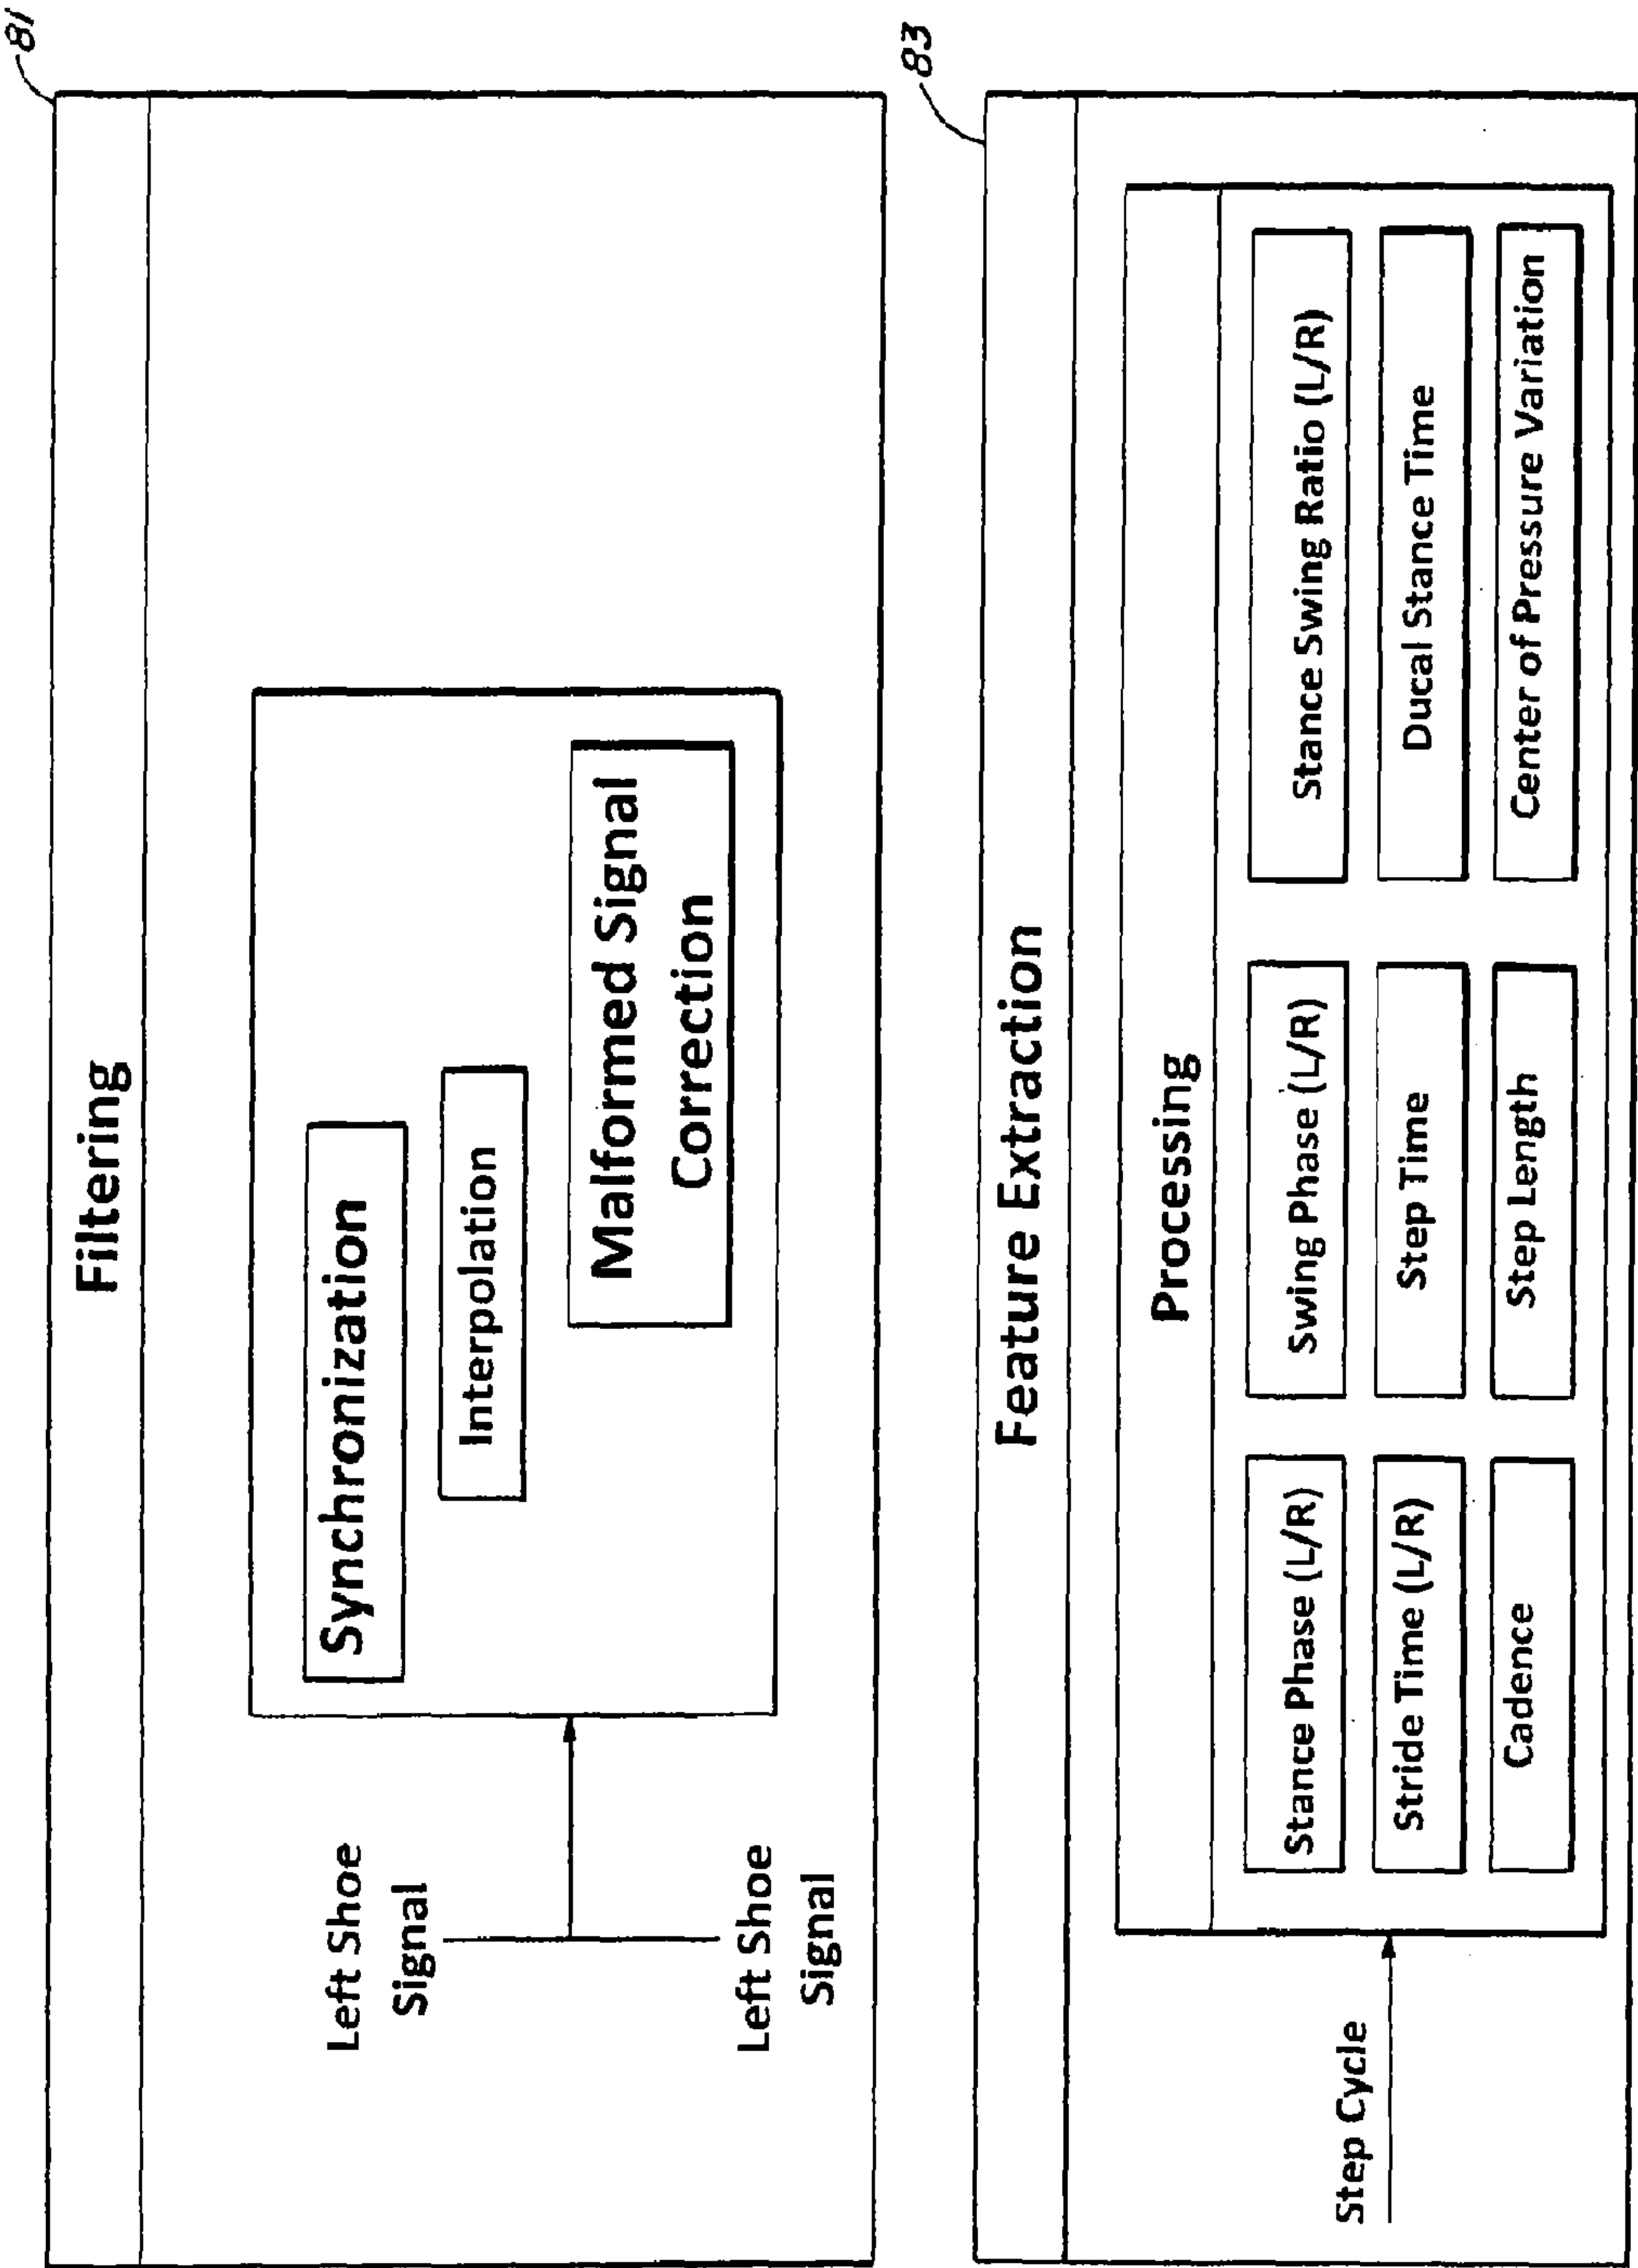 81
Filtering
Left Shoe
Signal
Left Shoe
Signal
Synchronization
Interpolation
Malformed Signal
Correction
83
Feature Extraction
Step Cycle
Processing
Stance Phase (L/R)
Swing Phase (L/R)
Stance Swing Ratio (L/R)
Stride Time (L/R)
Step Time
Ducal Stance Time
Cadence
Step Length
Center of Pressure Variation